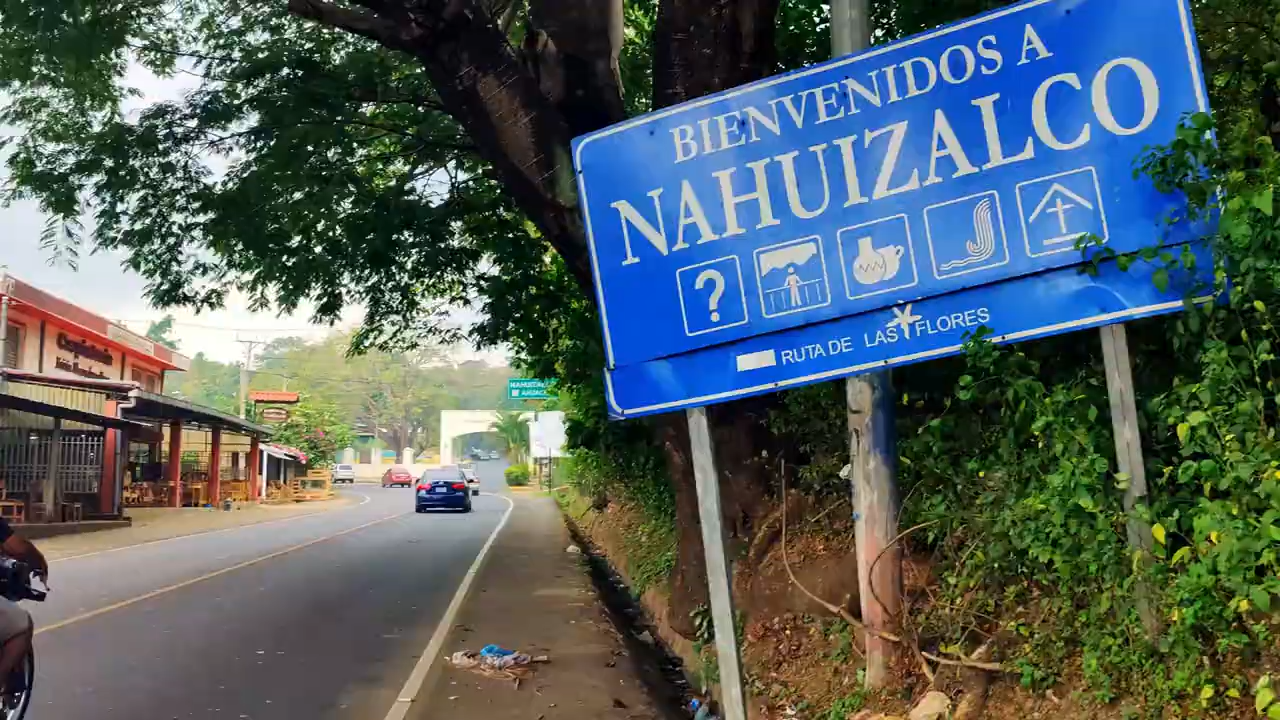 BIENVENIDOS A
NAHUIZALCO
?
RUTA DE LAS FLORES